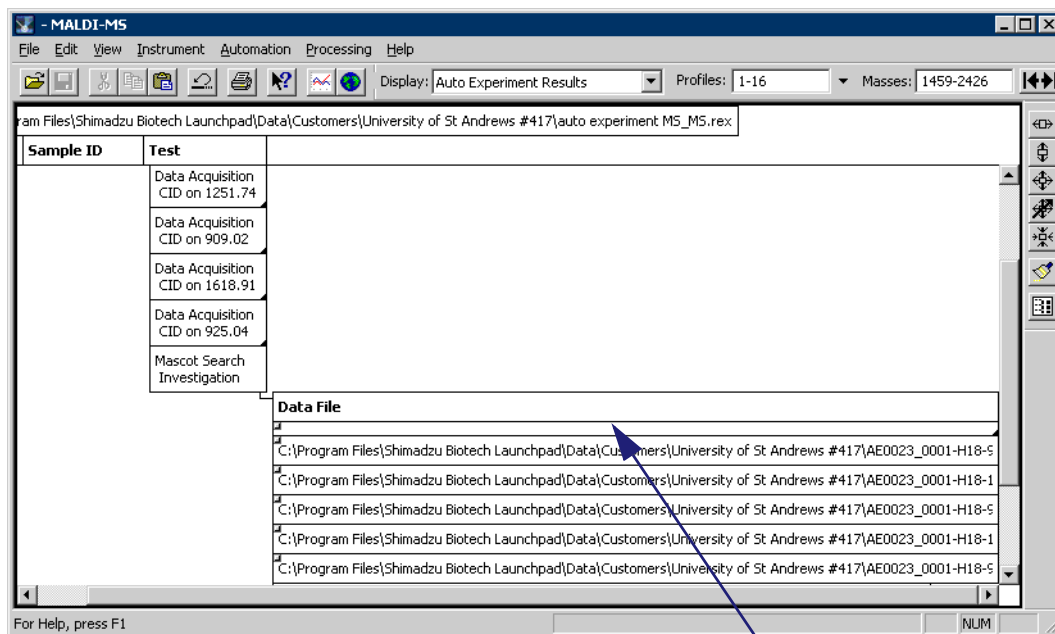 - MALDI-MS
File Edit View Instrument Automation Processing Help
Display: Auto Experiment Results Profiles: 1-16 Masses: 1459-2426
ram Files\Shimadzu Biotech Launchpad\Data\Customers\University of St Andrews #417\auto experiment MS_MS.rex
Sample ID Test
Data Acquisition
CID on 1251.74
Data Acquisition
CID on 909.02
Data Acquisition
CID on 1618.91
Data Acquisition
CID on 925.04
Mascot Search
Investigation
Data File
C:\Program Files\Shimadzu Biotech Launchpad\Data\Customers\University of St Andrews #417\AE0023_0001-H18-9
C:\Program Files\Shimadzu Biotech Launchpad\Data\Customers\University of St Andrews #417\AE0023_0001-H18-1
C:\Program Files\Shimadzu Biotech Launchpad\Data\Customers\University of St Andrews #417\AE0023_0001-H18-9
C:\Program Files\Shimadzu Biotech Launchpad\Data\Customers\University of St Andrews #417\AE0023_0001-H18-1
C:\Program Files\Shimadzu Biotech Launchpad\Data\Customers\University of St Andrews #417\AE0023_0001-H18-9
For Help, press F1 NUM